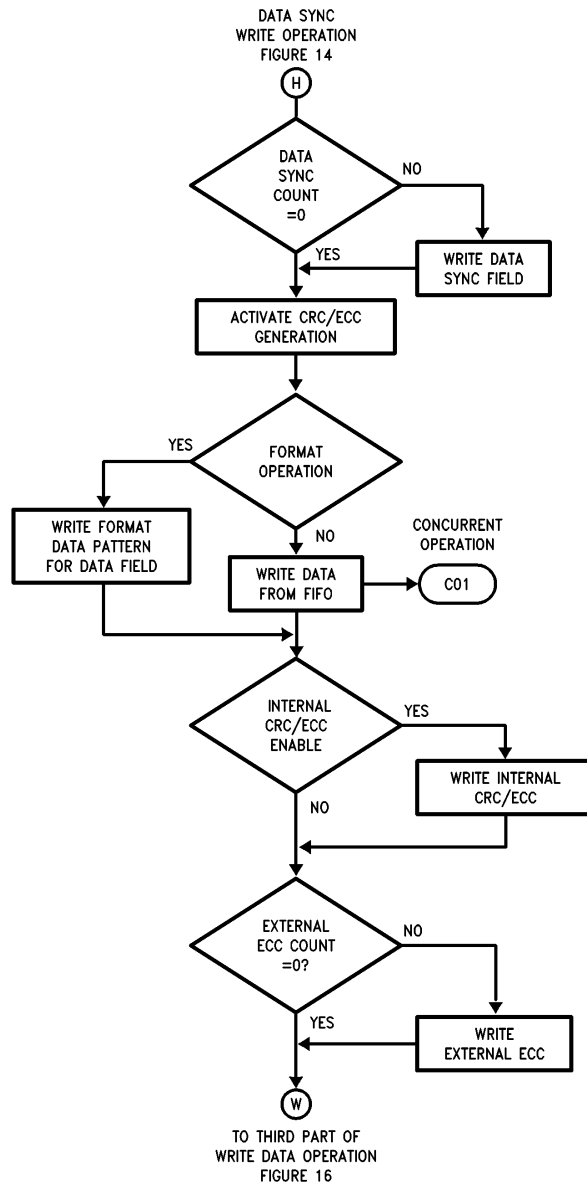 DATA SYNC
WRITE OPERATION
FIGURE 14
H
DATA
SYNC
COUNT
=0
NO
YES
WRITE DATA
SYNC FIELD
ACTIVATE CRC/ECC
GENERATION
YES
FORMAT
OPERATION
WRITE FORMAT
DATA PATTERN
FOR DATA FIELD
NO
CONCURRENT
OPERATION
WRITE DATA
FROM FIFO
C01
INTERNAL
CRC/ECC
ENABLE
YES
WRITE INTERNAL
CRC/ECC
NO
EXTERNAL
ECC COUNT
=0?
NO
YES
WRITE
EXTERNAL ECC
W
TO THIRD PART OF
WRITE DATA OPERATION
FIGURE 16